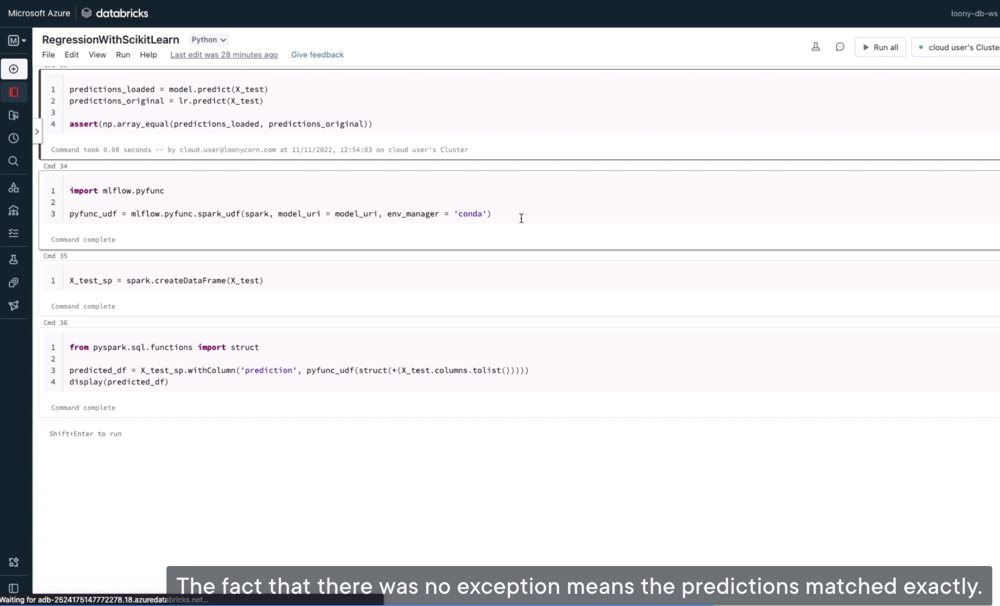 Microsoft Azure databricks loony-db-ws
RegressionWithScikitLearn Python
File Edit View Run Help Last edit was 28 minutes ago Give feedback
Run all cloud user's Cluste
1 predictions_loaded = model.predict(X_test)
2 predictions_original = lr.predict(X_test)
3
4 assert(np.array_equal(predictions_loaded, predictions_original))
Command took 0.08 seconds -- by cloud.user@loonycorn.com at 11/11/2022, 12:54:03 on cloud user's Cluster
Cmd 34
1 import mlflow.pyfunc
2
3 pyfunc_udf = mlflow.pyfunc.spark_udf(spark, model_uri = model_uri, env_manager = 'conda')
Command complete
Cmd 35
1 X_test_sp = spark.createDataFrame(X_test)
Command complete
Cmd 36
1 from pyspark.sql.functions import struct
2
3 predicted_df = X_test_sp.withColumn('prediction', pyfunc_udf(struct(*(X_test.columns.tolist()))))
4 display(predicted_df)
Command complete
Shift+Enter to run
The fact that there was no exception means the predictions matched exactly.
Waiting for adb-2524175147772278.18.azuredatabricks.net...